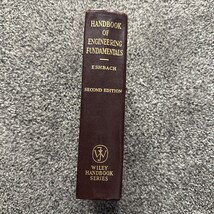 HANDBOOK
OF
ENGINEERING
FUNDAMENTALS
ESHBACH
SECOND EDITION
WILEY
HANDBOOK
SERIES